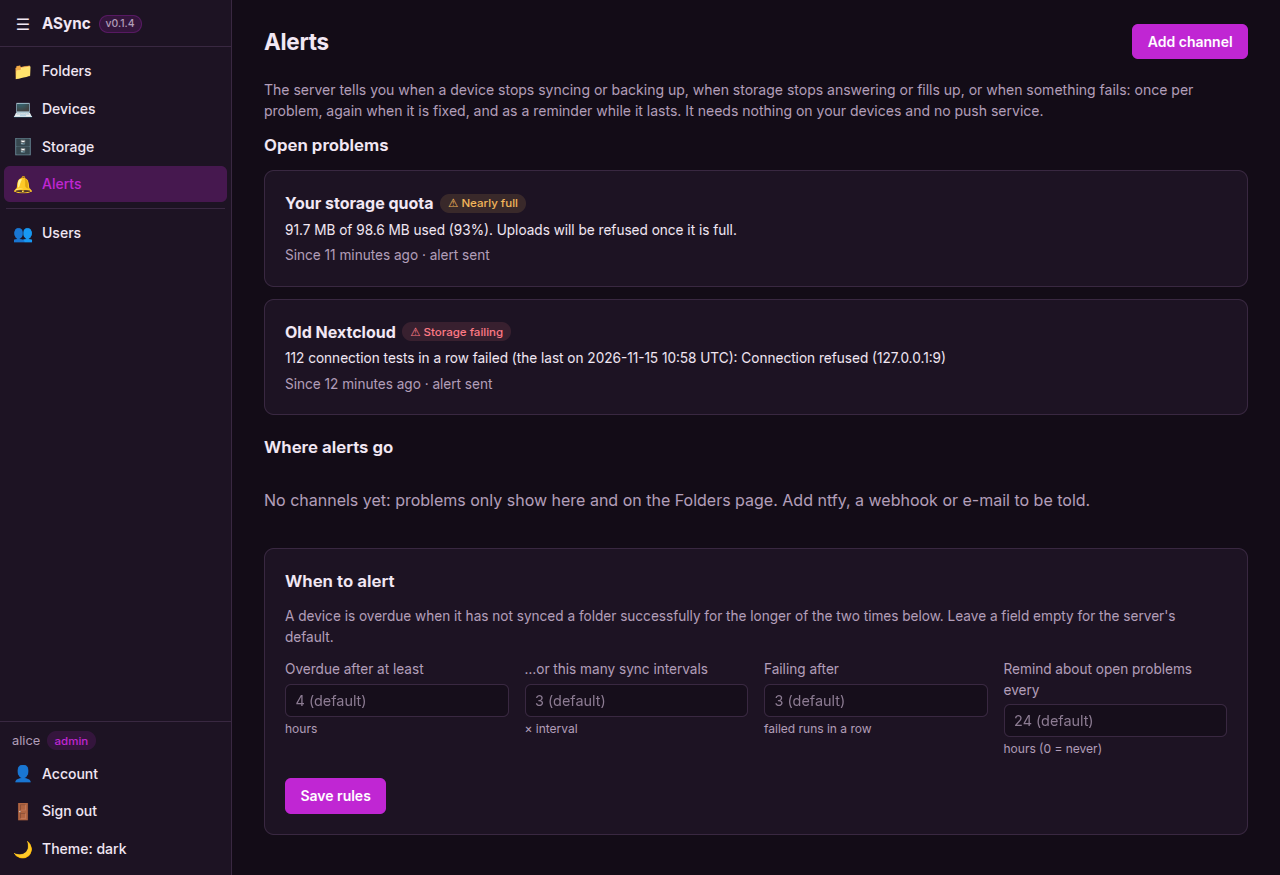 ☰ ASync v0.1.4
📁 Folders
💻 Devices
🗄️ Storage
🔔 Alerts
👥 Users
alice admin
👤 Account
🚪 Sign out
🌙 Theme: dark
Alerts
Add channel
The server tells you when a device stops syncing or backing up, when storage stops answering or fills up, or when something fails: once per
problem, again when it is fixed, and as a reminder while it lasts. It needs nothing on your devices and no push service.
Open problems
Your storage quota ⚠ Nearly full
91.7 MB of 98.6 MB used (93%). Uploads will be refused once it is full.
Since 11 minutes ago · alert sent
Old Nextcloud ⚠ Storage failing
112 connection tests in a row failed (the last on 2026-11-15 10:58 UTC): Connection refused (127.0.0.1:9)
Since 12 minutes ago · alert sent
Where alerts go
No channels yet: problems only show here and on the Folders page. Add ntfy, a webhook or e-mail to be told.
When to alert
A device is overdue when it has not synced a folder successfully for the longer of the two times below. Leave a field empty for the server's
default.
Overdue after at least
4 (default)
hours
…or this many sync intervals
3 (default)
× interval
Failing after
3 (default)
failed runs in a row
Remind about open problems
every
24 (default)
hours (0 = never)
Save rules